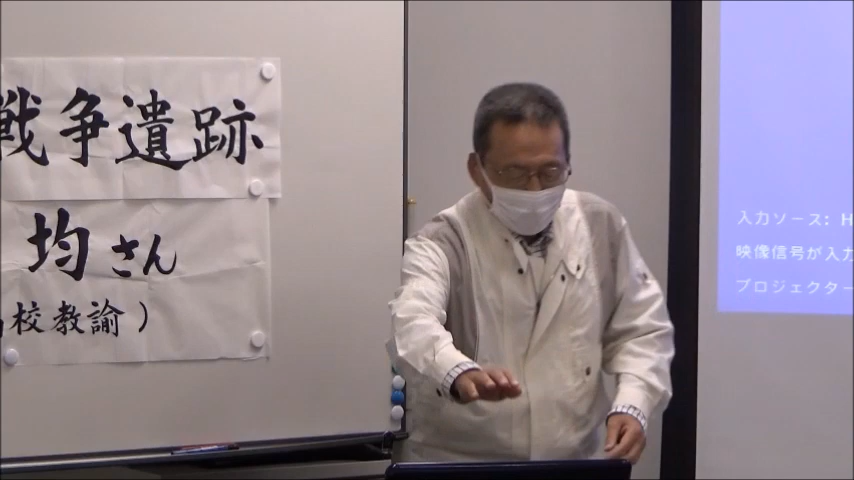 戦争遺跡
均さん
校教諭)
入力ソース: H
映像信号が入力
プロジェクター